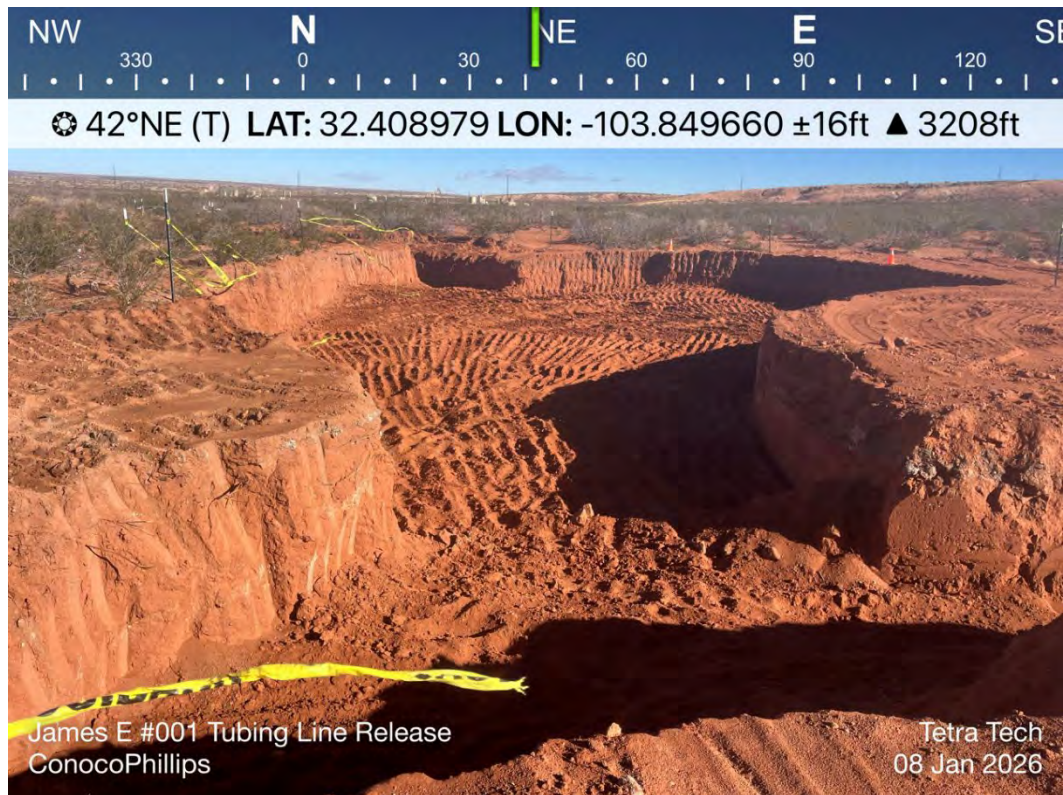 NW N NE E SE
330 0 30 60 90 120
42°NE (T) LAT: 32.408979 LON: -103.849660 ±16ft ▲ 3208ft
James E #001 Tubing Line Release
ConocoPhillips
Tetra Tech
08 Jan 2026